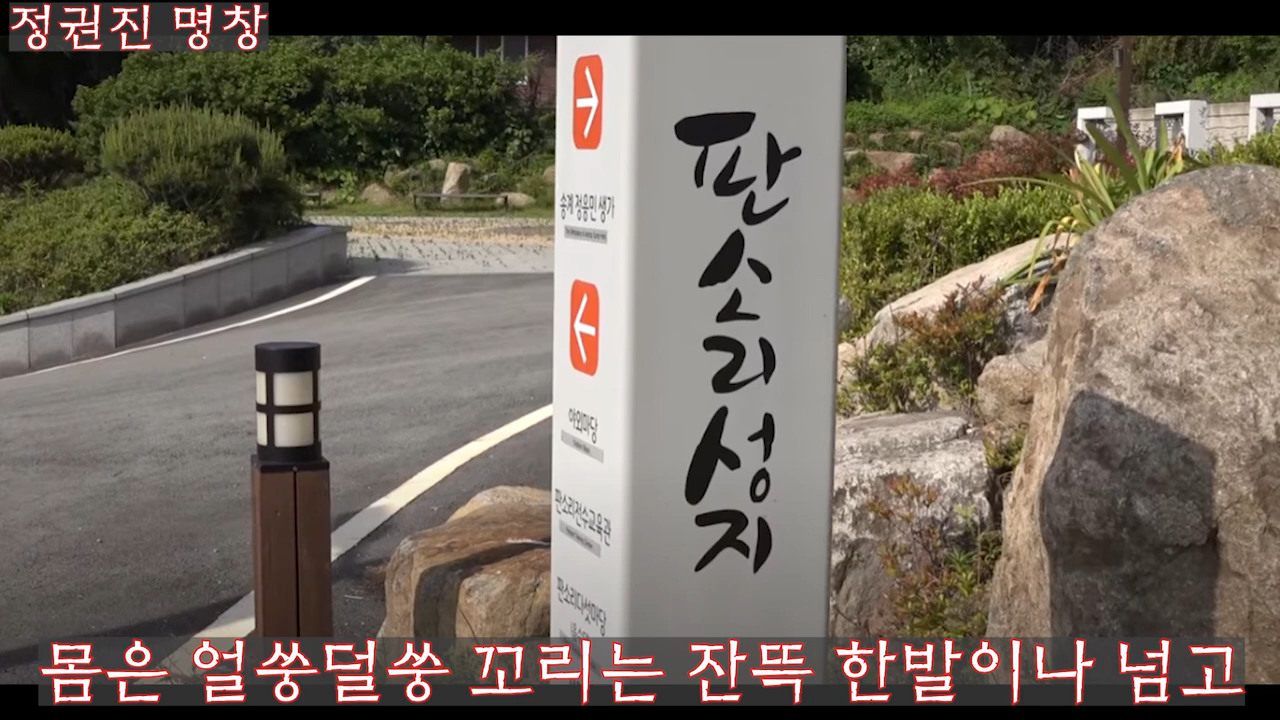 정권진 명창
송계 정응민 생가
야외마당
판소리전수교육관
판소리다섯마당
판소리성지
몸은 얼쑹덜쑹 꼬리는 잔뜩 한발이나 넘고